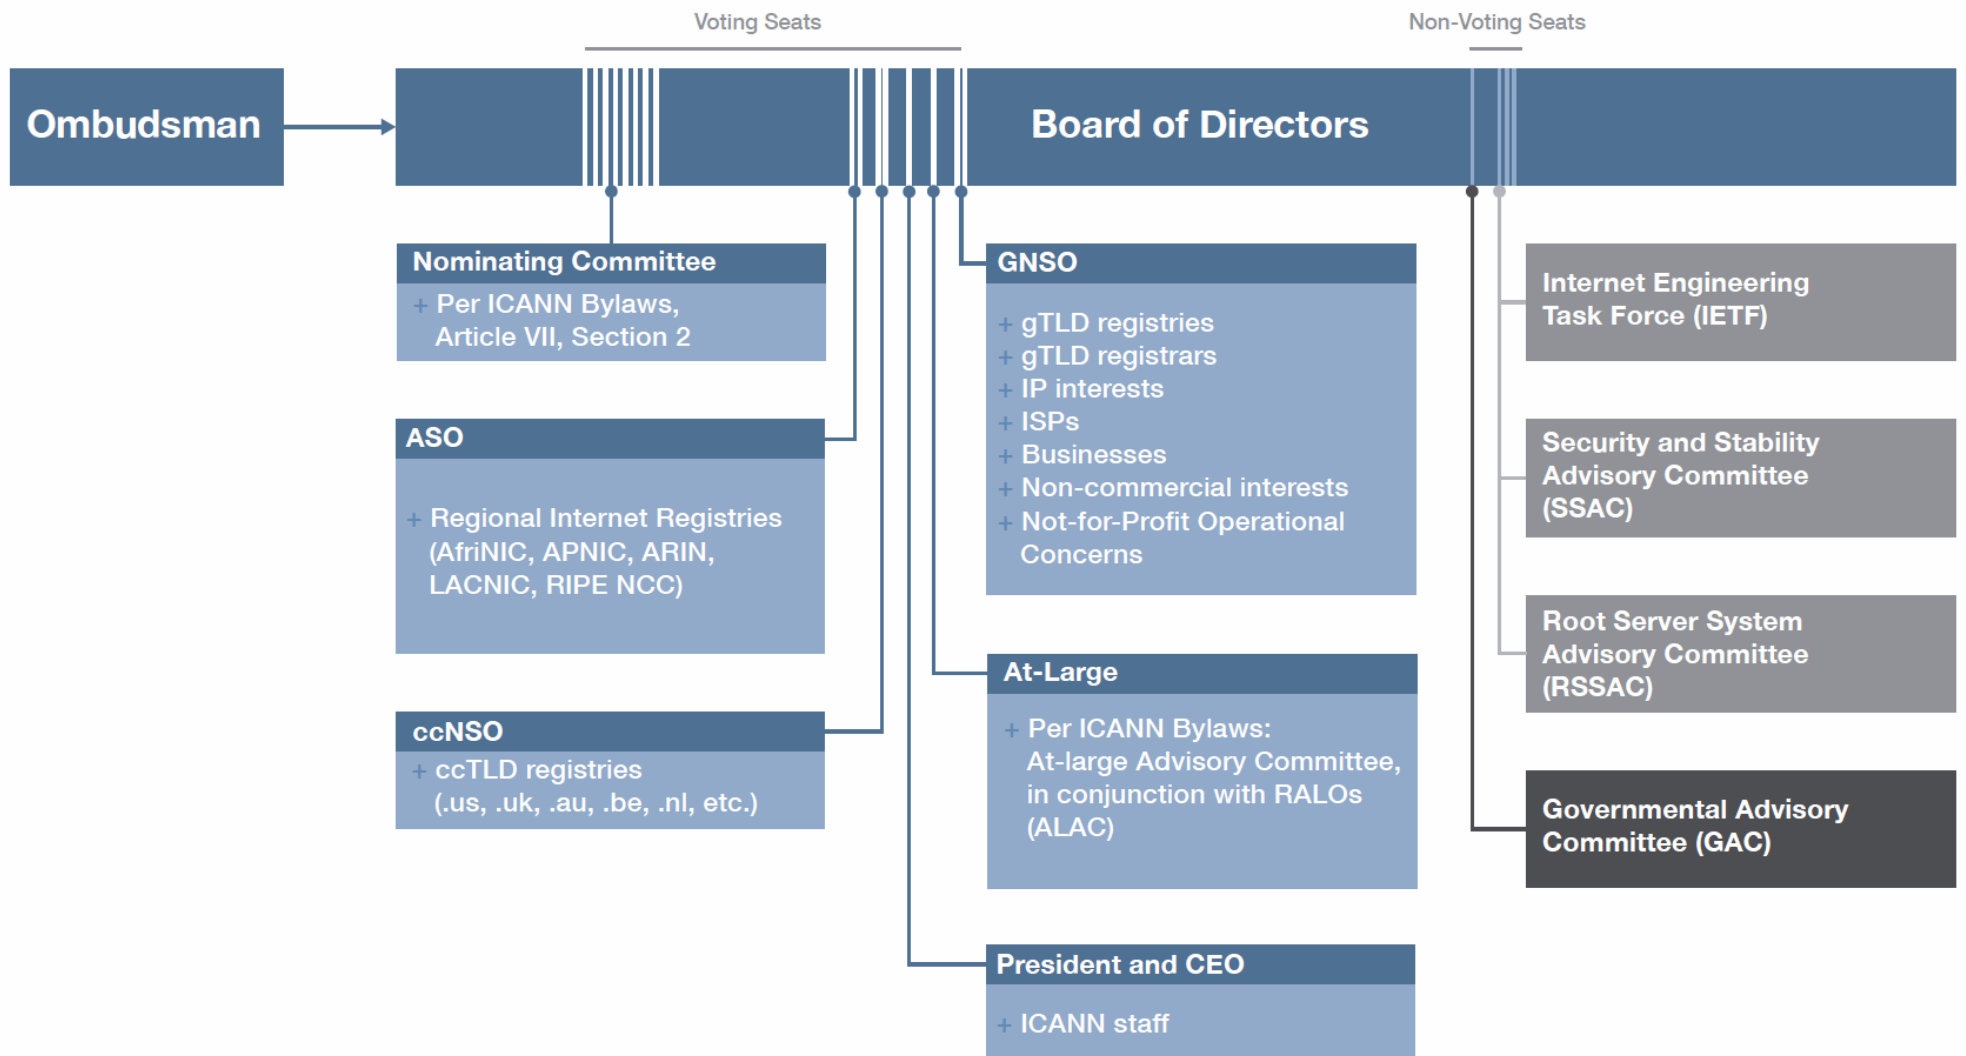 Voting Seats
Non-Voting Seats
Ombudsman
Board of Directors
Nominating Committee
+ Per ICANN Bylaws,
Article VII, Section 2
ASO
+ Regional Internet Registries
(AfriNIC, APNIC, ARIN,
LACNIC, RIPE NCC)
ccNSO
+ ccTLD registries
(.us, .uk, .au, .be, .nl, etc.)
GNSO
+ gTLD registries
+ gTLD registrars
+ IP interests
+ ISPs
+ Businesses
+ Non-commercial interests
+ Not-for-Profit Operational
Concerns
At-Large
+ Per ICANN Bylaws:
At-large Advisory Committee,
in conjunction with RALOs
(ALAC)
President and CEO
+ ICANN staff
Internet Engineering
Task Force (IETF)
Security and Stability
Advisory Committee
(SSAC)
Root Server System
Advisory Committee
(RSSAC)
Governmental Advisory
Committee (GAC)